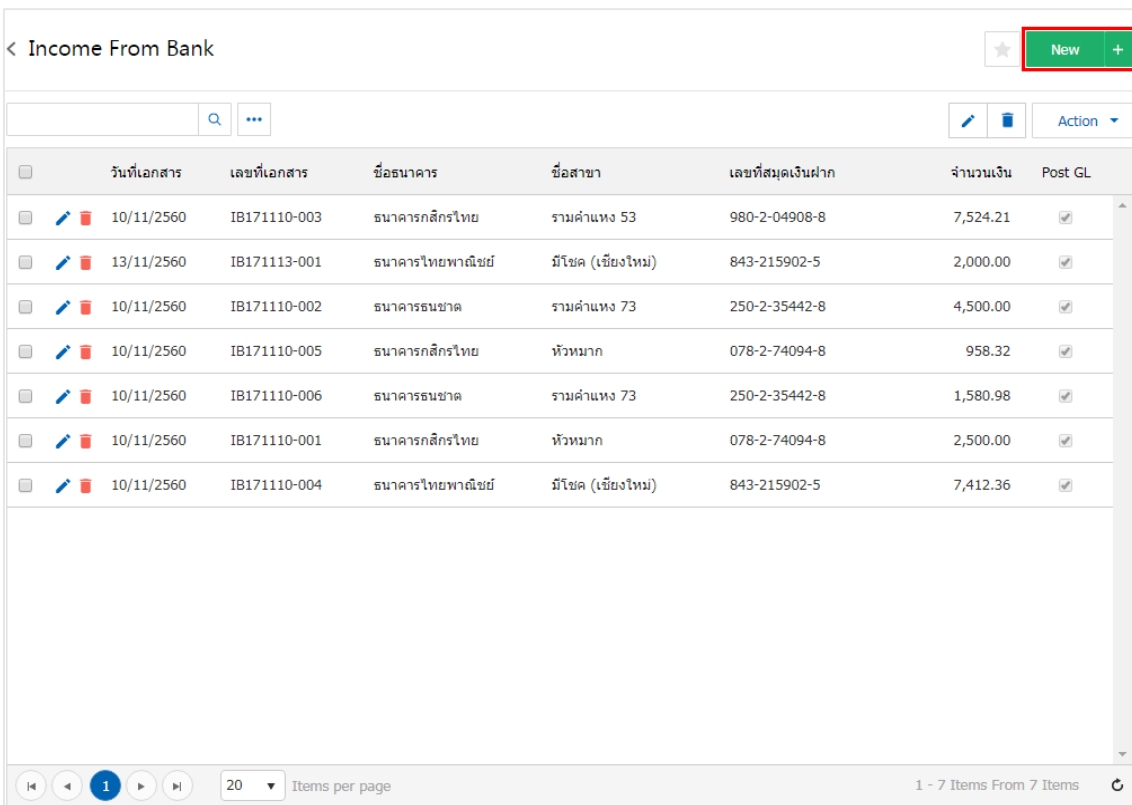 < Income From Bank New +
... Action
วันที่เอกสาร เลขที่เอกสาร ชื่อธนาคาร ชื่อสาขา เลขที่สมุดเงินฝาก จำนวนเงิน Post GL
10/11/2560 IB171110-003 ธนาคารกสิกรไทย รามคำแหง 53 980-2-04908-8 7,524.21
13/11/2560 IB171113-001 ธนาคารไทยพาณิชย์ มีโชค (เชียงใหม่) 843-215902-5 2,000.00
10/11/2560 IB171110-002 ธนาคารธนชาต รามคำแหง 73 250-2-35442-8 4,500.00
10/11/2560 IB171110-005 ธนาคารกสิกรไทย หัวหมาก 078-2-74094-8 958.32
10/11/2560 IB171110-006 ธนาคารธนชาต รามคำแหง 73 250-2-35442-8 1,580.98
10/11/2560 IB171110-001 ธนาคารกสิกรไทย หัวหมาก 078-2-74094-8 2,500.00
10/11/2560 IB171110-004 ธนาคารไทยพาณิชย์ มีโชค (เชียงใหม่) 843-215902-5 7,412.36
1 20 Items per page 1 - 7 Items From 7 Items